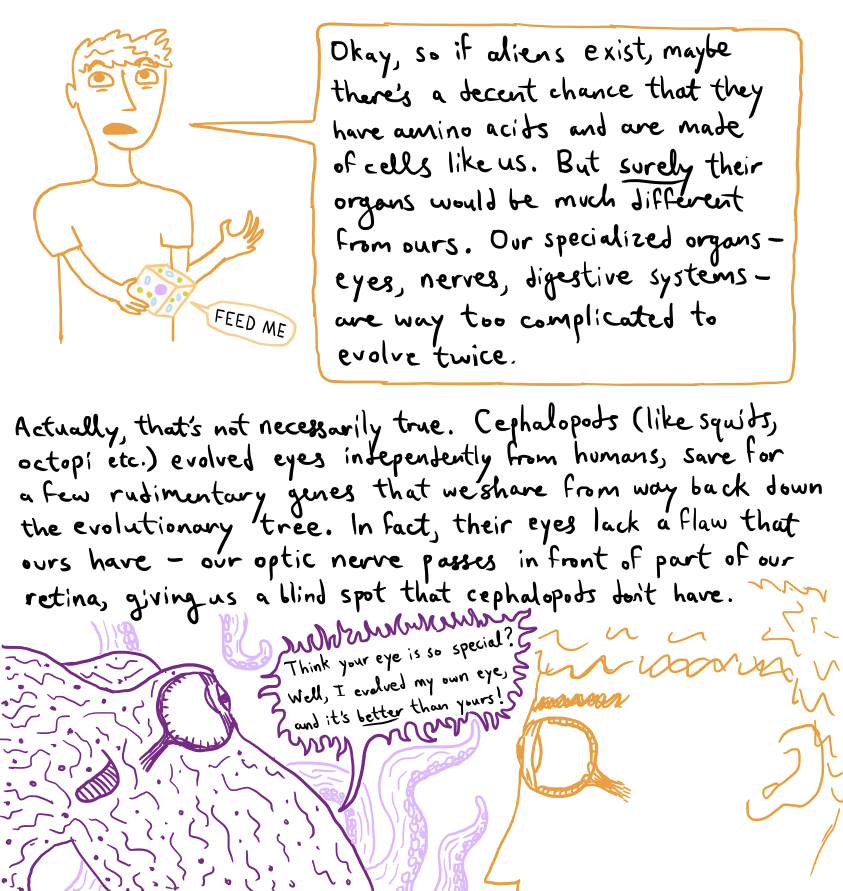 Okay, so if aliens exist, maybe
there's a decent chance that they
have amino acids and are made
of cells like us. But surely their
organs would be much different
from ours. Our specialized organs –
eyes, nerves, digestive systems –
are way too complicated to
evolve twice.
FEED ME
Actually, that's not necessarily true. Cephalopods (like squids,
octopi etc.) evolved eyes independently from humans, save for
a few rudimentary genes that we share from way back down
the evolutionary tree. In fact, their eyes lack a flaw that
ours have – our optic nerve passes in front of part of our
retina, giving us a blind spot that cephalopods don't have.
Think your eye is so special?
Well, I evolved my own eye,
and it's better than yours!